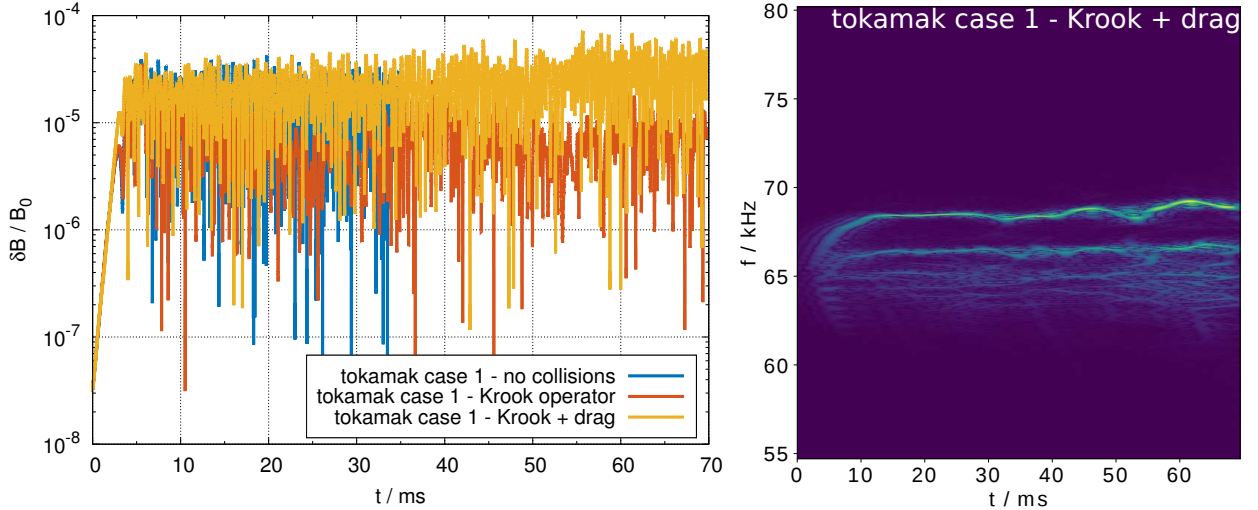 10⁻⁴
10⁻⁵
10⁻⁶
10⁻⁷
10⁻⁸
δB / B₀
tokamak case 1 - no collisions
tokamak case 1 - Krook operator
tokamak case 1 - Krook + drag
0 10 20 30 40 50 60 70
t / ms
tokamak case 1 - Krook + drag
80
75
70
65
60
55
f / kHz
0 10 20 30 40 50 60
t / ms